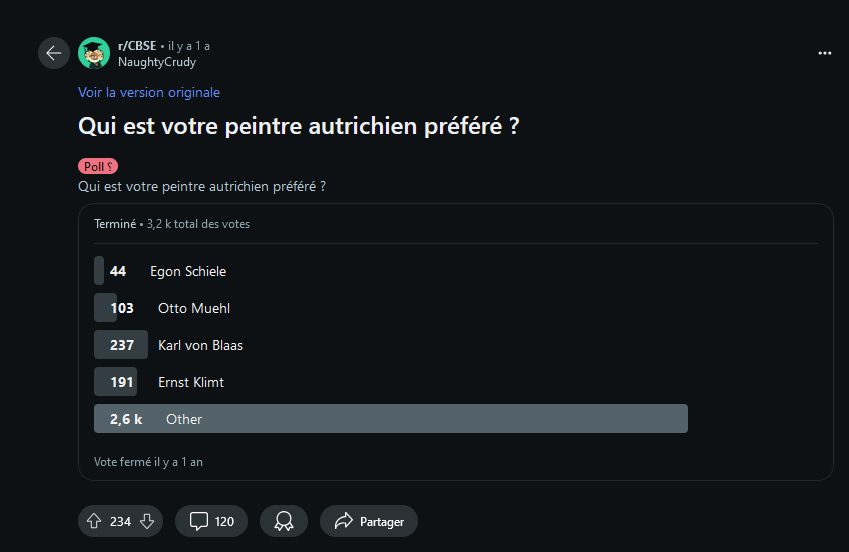 r/CBSE • il y a 1 a
NaughtyCrudy
Voir la version originale
Qui est votre peintre autrichien préféré ?
Poll ⸮
Qui est votre peintre autrichien préféré ?
Terminé • 3,2 k total des votes
44 Egon Schiele
103 Otto Muehl
237 Karl von Blaas
191 Ernst Klimt
2,6 k Other
Vote fermé il y a 1 an
234 120 Partager